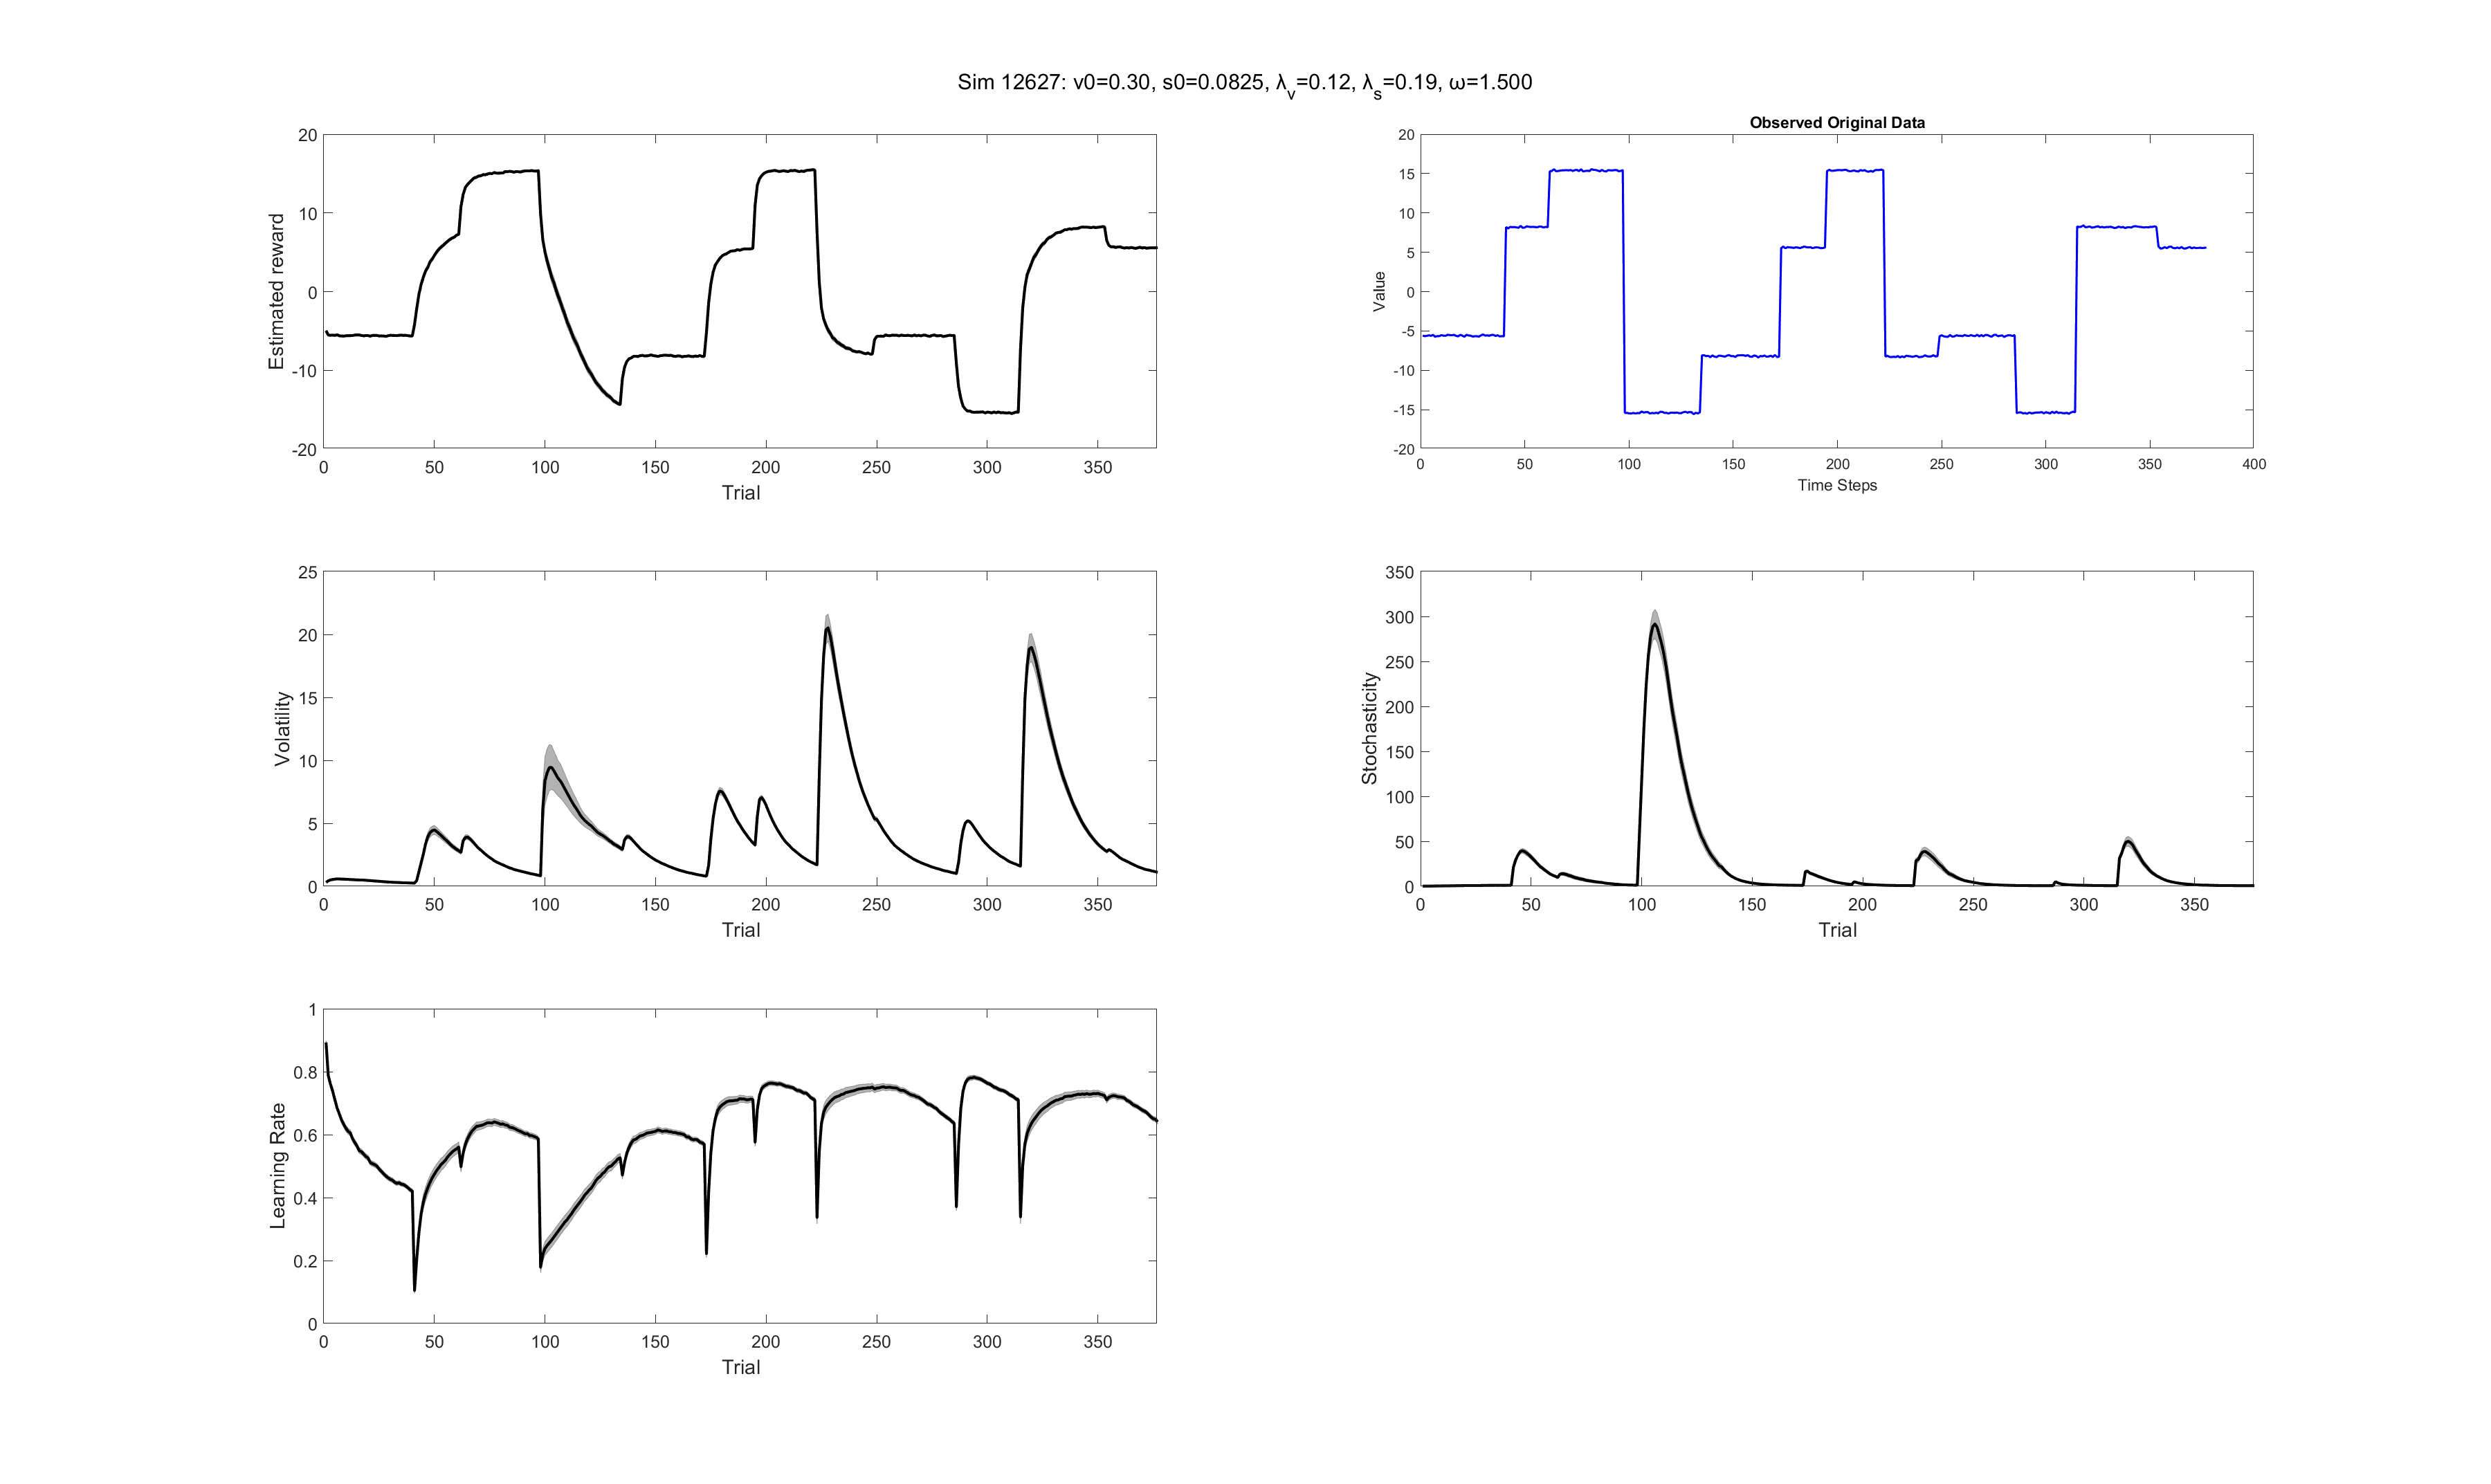 Sim 12627: v0=0.30, s0=0.0825, λv=0.12, λs=0.19, ω=1.500
20
10
0
-10
-20
Estimated reward
0 50 100 150 200 250 300 350
Trial
Observed Original Data
20
15
10
5
0
-5
-10
-15
-20
Value
0 50 100 150 200 250 300 350 400
Time Steps
25
20
15
10
5
0
Volatility
0 50 100 150 200 250 300 350
Trial
350
300
250
200
150
100
50
0
Stochasticity
0 50 100 150 200 250 300 350
Trial
1
0.8
0.6
0.4
0.2
0
Learning Rate
0 50 100 150 200 250 300 350
Trial